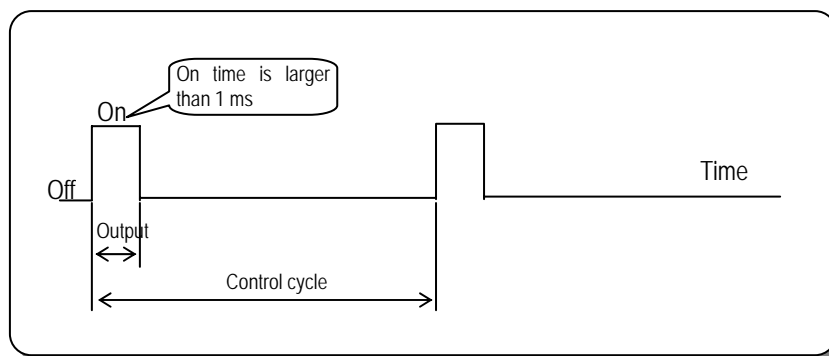 On time is larger
than 1 ms
On
Time
Off
Output
Control cycle